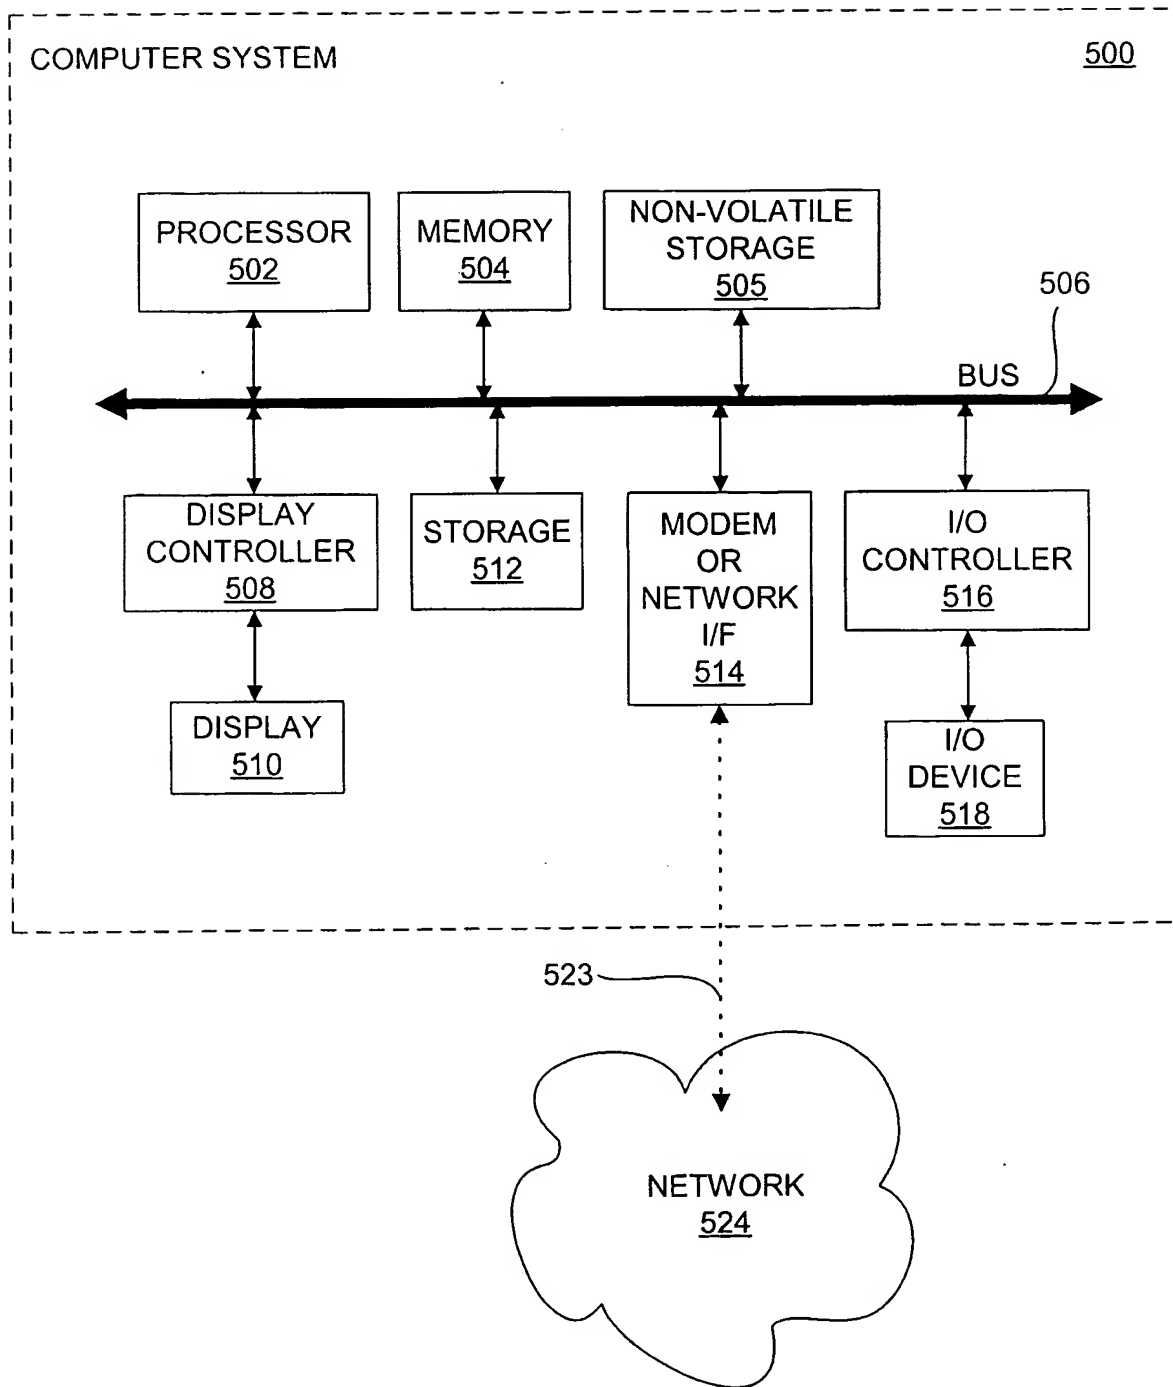 COMPUTER SYSTEM
500
PROCESSOR
502
MEMORY
504
NON-VOLATILE
STORAGE
505
506
BUS
DISPLAY
CONTROLLER
508
STORAGE
512
MODEM
OR
NETWORK
I/F
514
I/O
CONTROLLER
516
DISPLAY
510
I/O
DEVICE
518
523
NETWORK
524